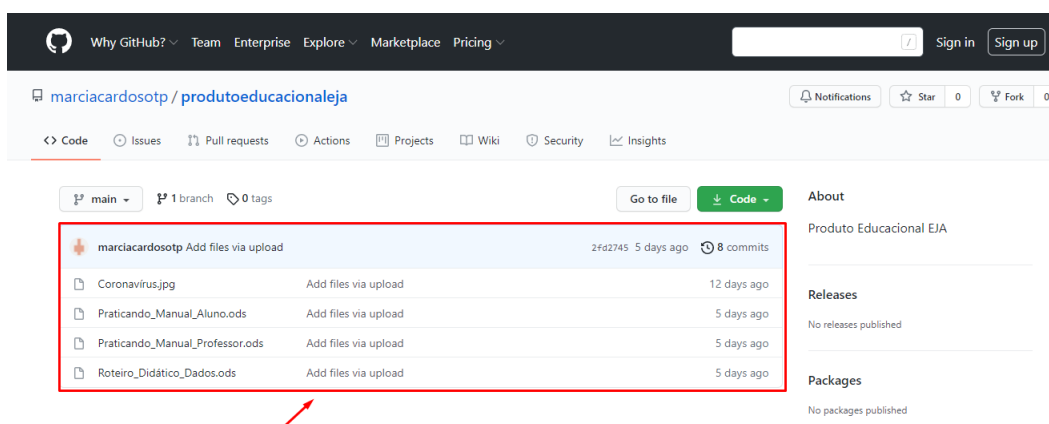 Why GitHub? Team Enterprise Explore Marketplace Pricing / Sign in Sign up
marciacardosotp / produtoeducacionaleja Notifications Star 0 Fork 0
<> Code Issues Pull requests Actions Projects Wiki Security Insights
main 1 branch 0 tags Go to file Code About
Produto Educacional EJA
marciacardosotp Add files via upload 2fd2745 5 days ago 8 commits
Coronavírus.jpg Add files via upload 12 days ago
Releases
Praticando_Manual_Aluno.ods Add files via upload 5 days ago
No releases published
Praticando_Manual_Professor.ods Add files via upload 5 days ago
Roteiro_Didático_Dados.ods Add files via upload 5 days ago
Packages
No packages published